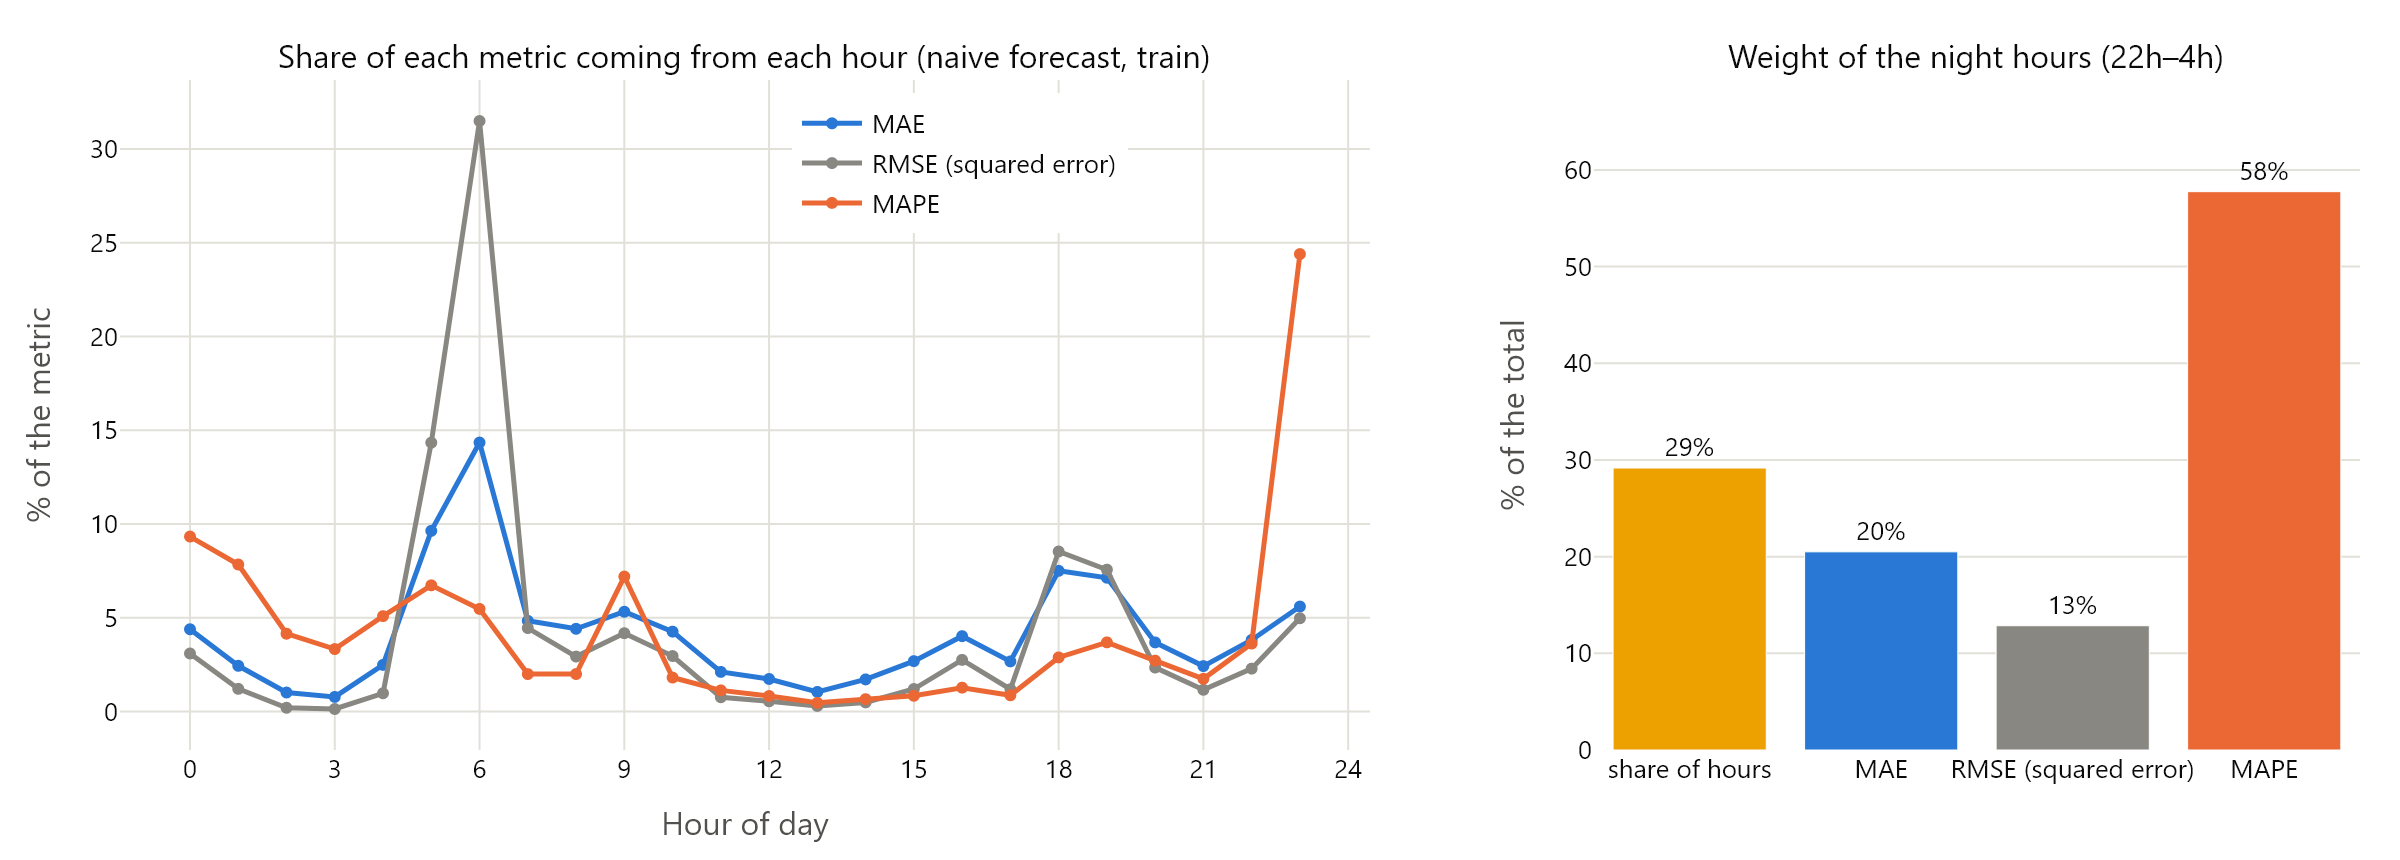 Share of each metric coming from each hour (naive forecast, train)
MAE
RMSE (squared error)
MAPE
% of the metric
30
25
20
15
10
5
0
0 3 6 9 12 15 18 21 24
Hour of day
Weight of the night hours (22h–4h)
% of the total
60
50
40
30
20
10
0
29%
20%
13%
58%
share of hours MAE RMSE (squared error) MAPE